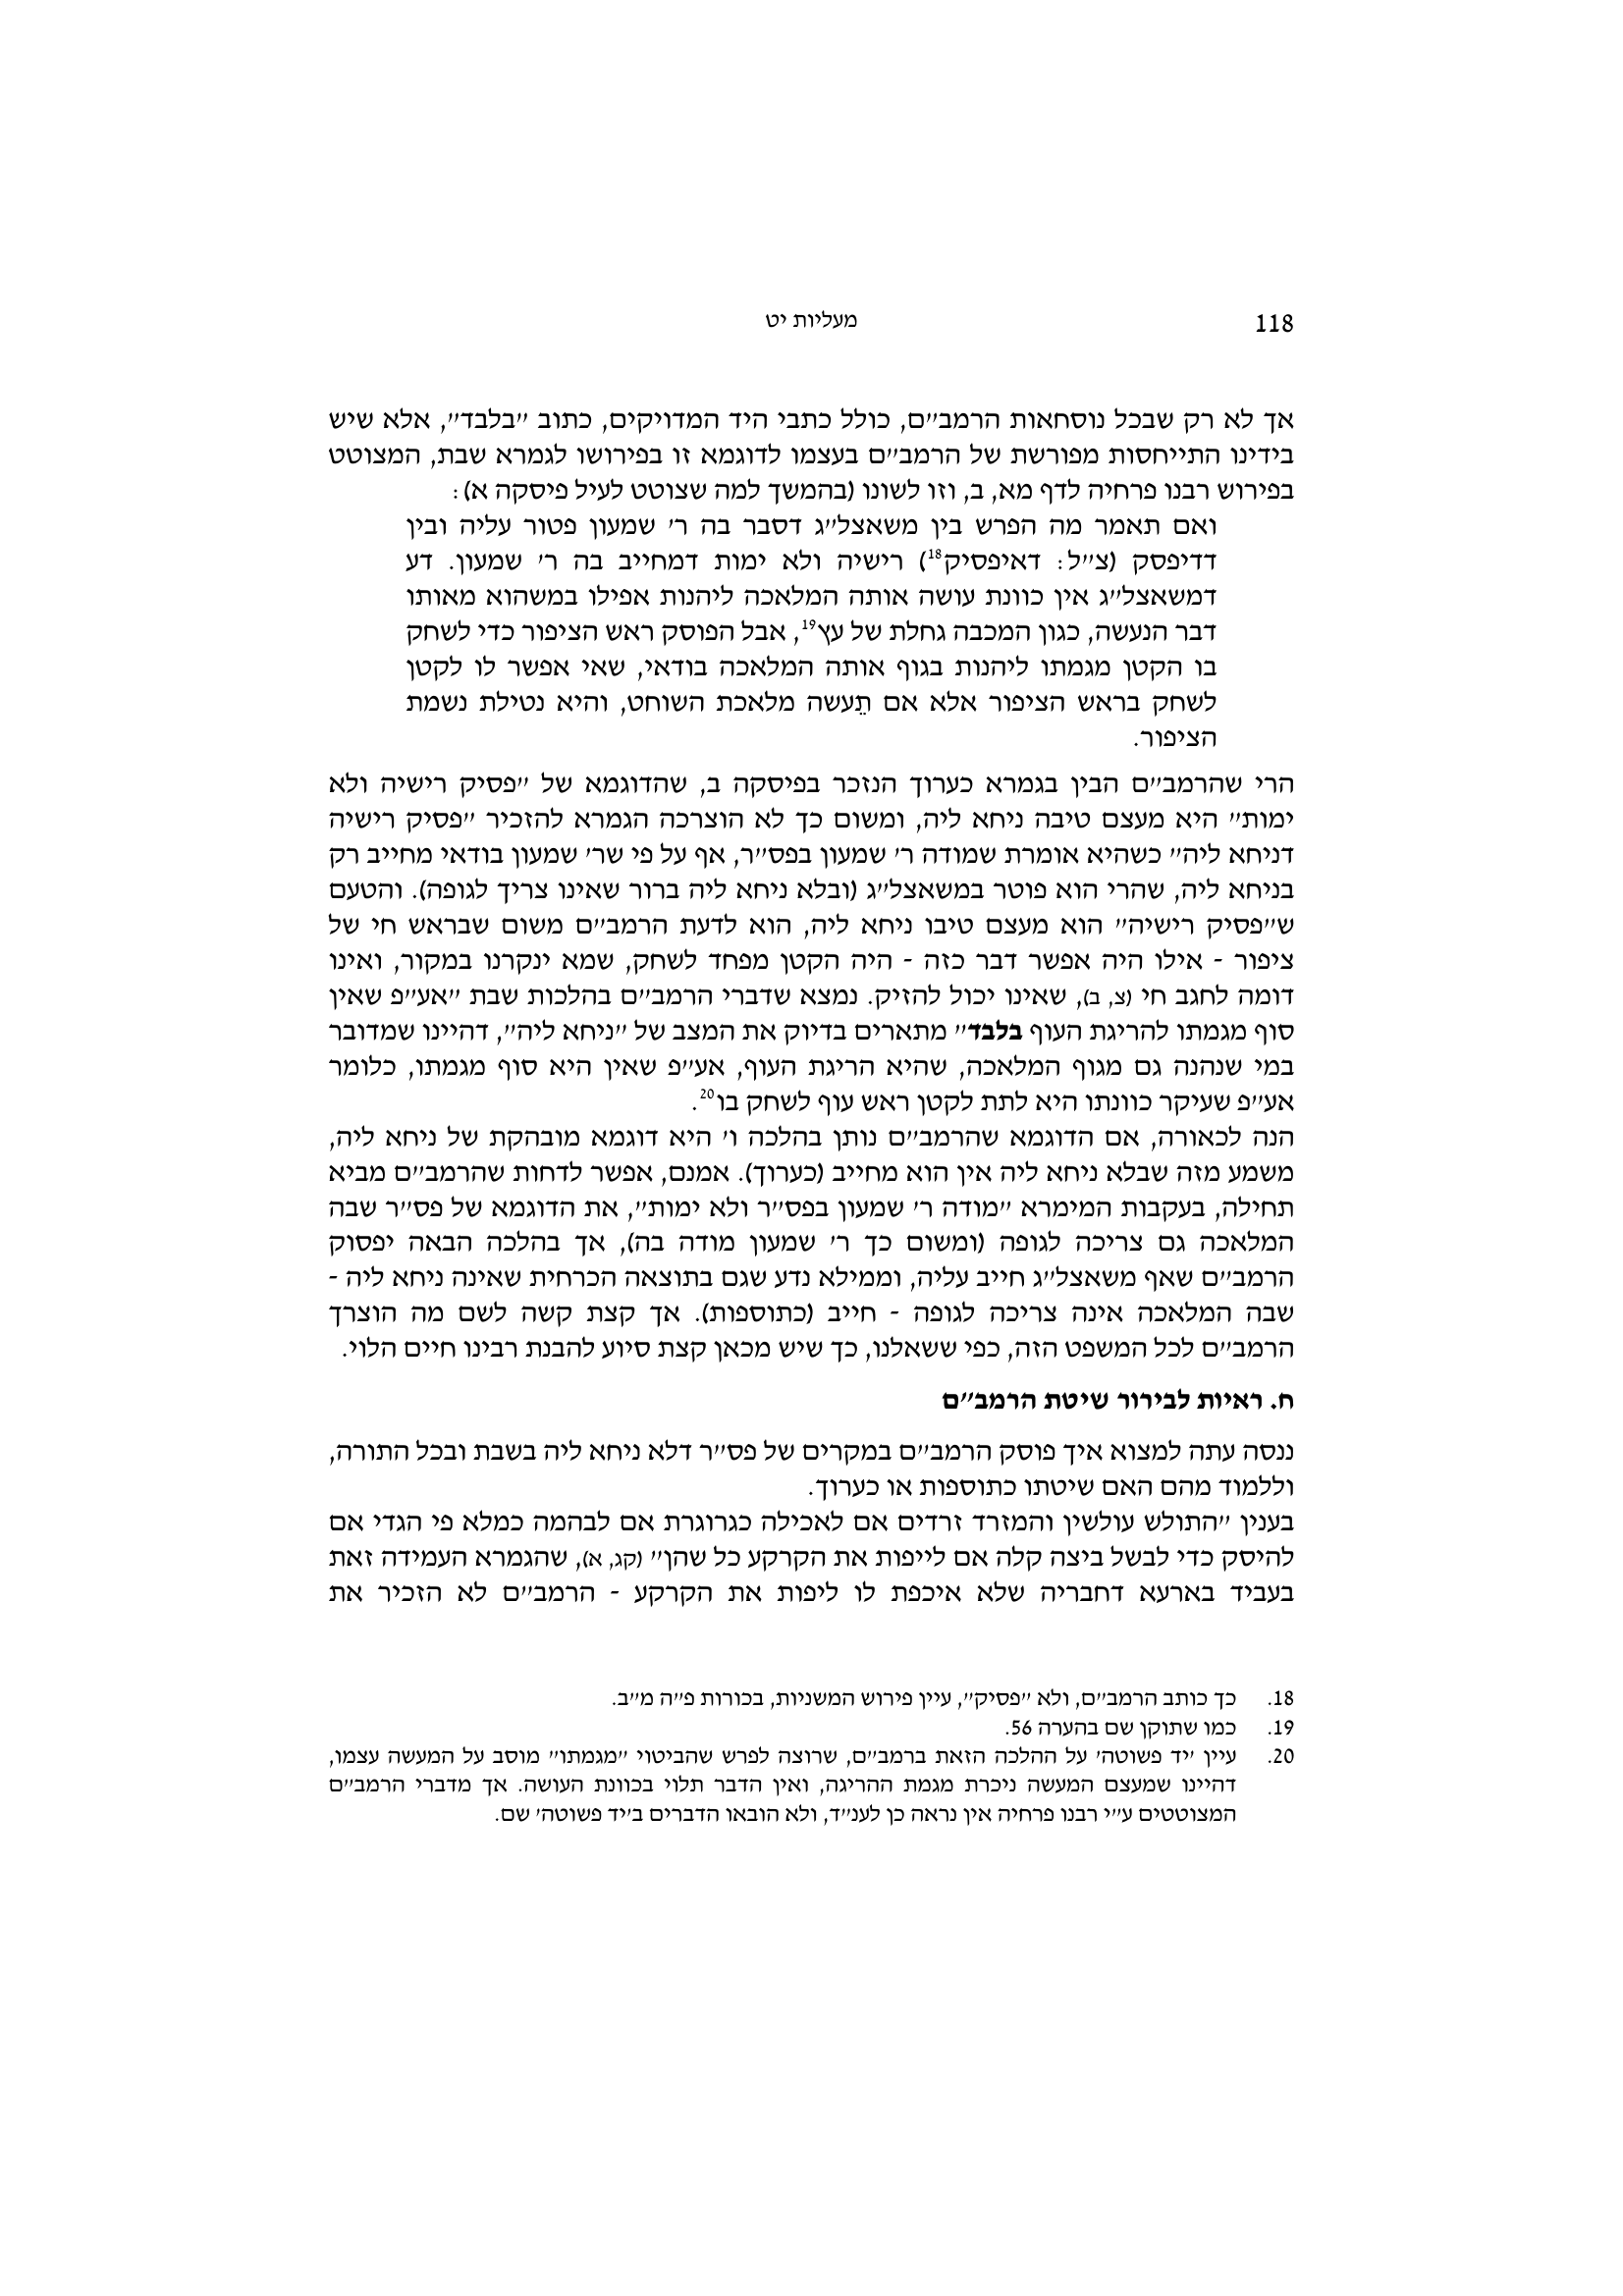 118
מעליות יט
אך לא רק שבכל נוסחאות הרמב״ם, כולל כתבי היד המדויקים, כתוב ״בלבד״, אלא שיש
בידינו התייחסות מפורשת של הרמב״ם בעצמו לדוגמא זו בפירושו לגמרא שבת, המצוטט
בפירוש רבנו פרחיה לדף מא, ב, וזו לשונו (בהמשך למה שצוטט לעיל פיסקה א):
ואם תאמר מה הפרש בין משאצל״ג דסבר בה ר׳ שמעון פטור עליה ובין
דדיפסק (צ״ל: דאיפסיק18) רישיה ולא ימות דמחייב בה ר׳ שמעון. דע
דמשאצל״ג אין כוונת עושה אותה המלאכה ליהנות אפילו במשהוא מאותו
דבר הנעשה, כגון המכבה גחלת של עץ19, אבל הפוסק ראש הציפור כדי לשחק
בו הקטן מגמתו ליהנות בגוף אותה המלאכה בודאי, שאי אפשר לו לקטן
לשחק בראש הציפור אלא אם תֵעשה מלאכת השוחט, והיא נטילת נשמת
הציפור.
הרי שהרמב״ם הבין בגמרא כערוך הנזכר בפיסקה ב, שהדוגמא של ״פסיק רישיה ולא
ימות״ היא מעצם טיבה ניחא ליה, ומשום כך לא הוצרכה הגמרא להזכיר ״פסיק רישיה
דניחא ליה״ כשהיא אומרת שמודה ר׳ שמעון בפס״ר, אף על פי שר׳ שמעון בודאי מחייב רק
בניחא ליה, שהרי הוא פוטר במשאצל״ג (ובלא ניחא ליה ברור שאינו צריך לגופה). והטעם
ש״פסיק רישיה״ הוא מעצם טיבו ניחא ליה, הוא לדעת הרמב״ם משום שבראש חי של
ציפור - אילו היה אפשר דבר כזה - היה הקטן מפחד לשחק, שמא ינקרנו במקור, ואינו
דומה לחגב חי (צ, ב), שאינו יכול להזיק. נמצא שדברי הרמב״ם בהלכות שבת ״אע״פ שאין
סוף מגמתו להריגת העוף בלבד״ מתארים בדיוק את המצב של ״ניחא ליה״, דהיינו שמדובר
במי שנהנה גם מגוף המלאכה, שהיא הריגת העוף, אע״פ שאין היא סוף מגמתו, כלומר
אע״פ שעיקר כוונתו היא לתת לקטן ראש עוף לשחק בו20.
הנה לכאורה, אם הדוגמא שהרמב״ם נותן בהלכה ו׳ היא דוגמא מובהקת של ניחא ליה,
משמע מזה שבלא ניחא ליה אין הוא מחייב (כערוך). אמנם, אפשר לדחות שהרמב״ם מביא
תחילה, בעקבות המימרא ״מודה ר׳ שמעון בפס״ר ולא ימות״, את הדוגמא של פס״ר שבה
המלאכה גם צריכה לגופה (ומשום כך ר׳ שמעון מודה בה), אך בהלכה הבאה יפסוק
הרמב״ם שאף משאצל״ג חייב עליה, וממילא נדע שגם בתוצאה הכרחית שאינה ניחא ליה -
שבה המלאכה אינה צריכה לגופה - חייב (כתוספות). אך קצת קשה לשם מה הוצרך
הרמב״ם לכל המשפט הזה, כפי ששאלנו, כך שיש מכאן קצת סיוע להבנת רבינו חיים הלוי.
ח. ראיות לבירור שיטת הרמב״ם
ננסה עתה למצוא איך פוסק הרמב״ם במקרים של פס״ר דלא ניחא ליה בשבת ובכל התורה,
וללמוד מהם האם שיטתו כתוספות או כערוך.
בענין ״התולש עולשין והמזרד זרדים אם לאכילה כגרוגרת אם לבהמה כמלא פי הגדי אם
להיסק כדי לבשל ביצה קלה אם לייפות את הקרקע כל שהן״ (קג, א), שהגמרא העמידה זאת
בעביד בארעא דחבריה שלא איכפת לו ליפות את הקרקע - הרמב״ם לא הזכיר את
18. כך כותב הרמב״ם, ולא ״פסיק״, עיין פירוש המשניות, בכורות פ״ה מ״ב.
19. כמו שתוקן שם בהערה 56.
20. עיין ׳יד פשוטה׳ על ההלכה הזאת ברמב״ם, שרוצה לפרש שהביטוי ״מגמתו״ מוסב על המעשה עצמו,
דהיינו שמעצם המעשה ניכרת מגמת ההריגה, ואין הדבר תלוי בכוונת העושה. אך מדברי הרמב״ם
המצוטטים ע״י רבנו פרחיה אין נראה כן לענ״ד, ולא הובאו הדברים ב׳יד פשוטה׳ שם.